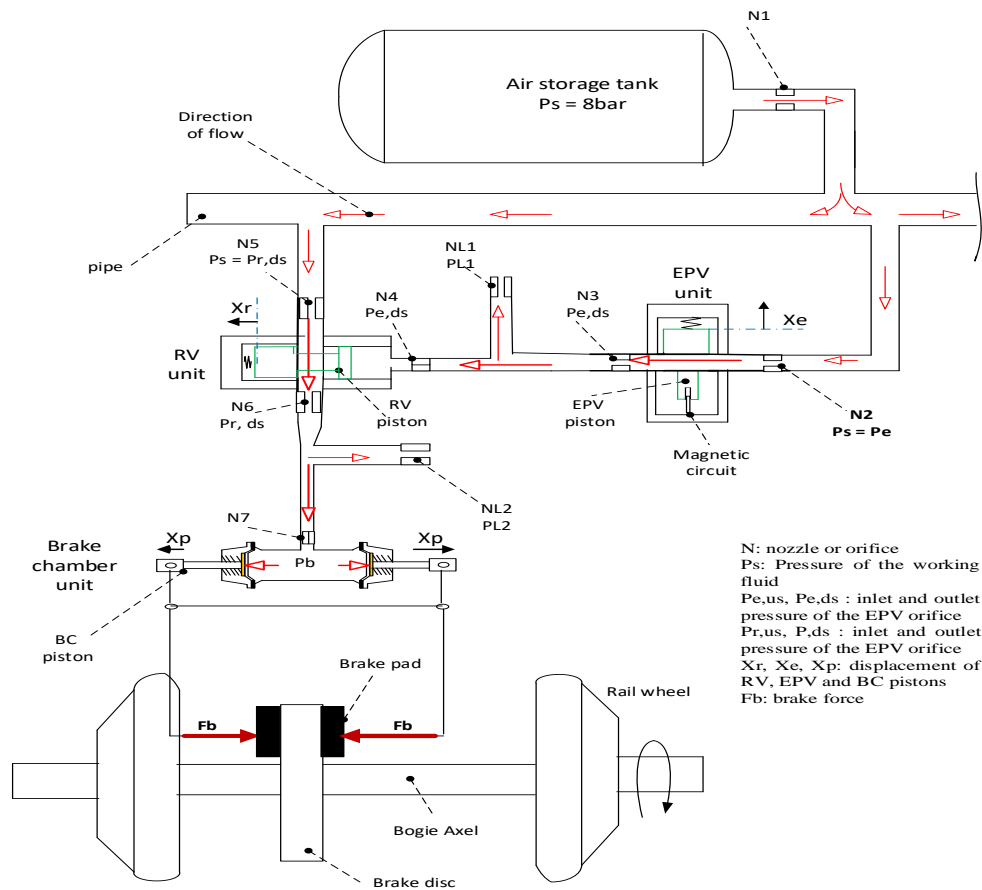 N1
Air storage tank
Ps = 8bar
Direction
of flow
pipe
N5
Ps = Pr,ds
NL1
PL1
EPV
unit
N4
Pe,ds
N3
Pe,ds
Xr
Xe
RV
unit
N6
Pr, ds
RV
piston
EPV
piston
N2
Ps = Pe
Magnetic
circuit
NL2
PL2
N7
Xp
Xp
Brake
chamber
unit
Pb
BC
piston
N: nozzle or orifice
Ps: Pressure of the working
fluid
Pe,us, Pe,ds : inlet and outlet
pressure of the EPV orifice
Pr,us, P,ds : inlet and outlet
pressure of the EPV orifice
Xr, Xe, Xp: displacement of
RV, EPV and BC pistons
Fb: brake force
Brake pad
Rail wheel
Fb
Fb
Bogie Axel
Brake disc